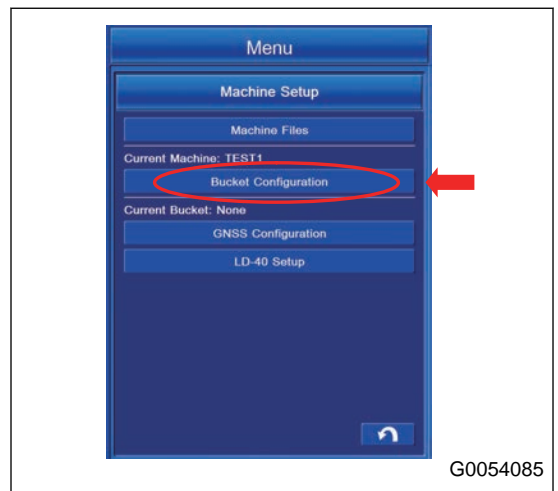 Menu
Machine Setup
Machine Files
Current Machine: TEST1
Bucket Configuration
Current Bucket: None
GNSS Configuration
LD-40 Setup
G0054085